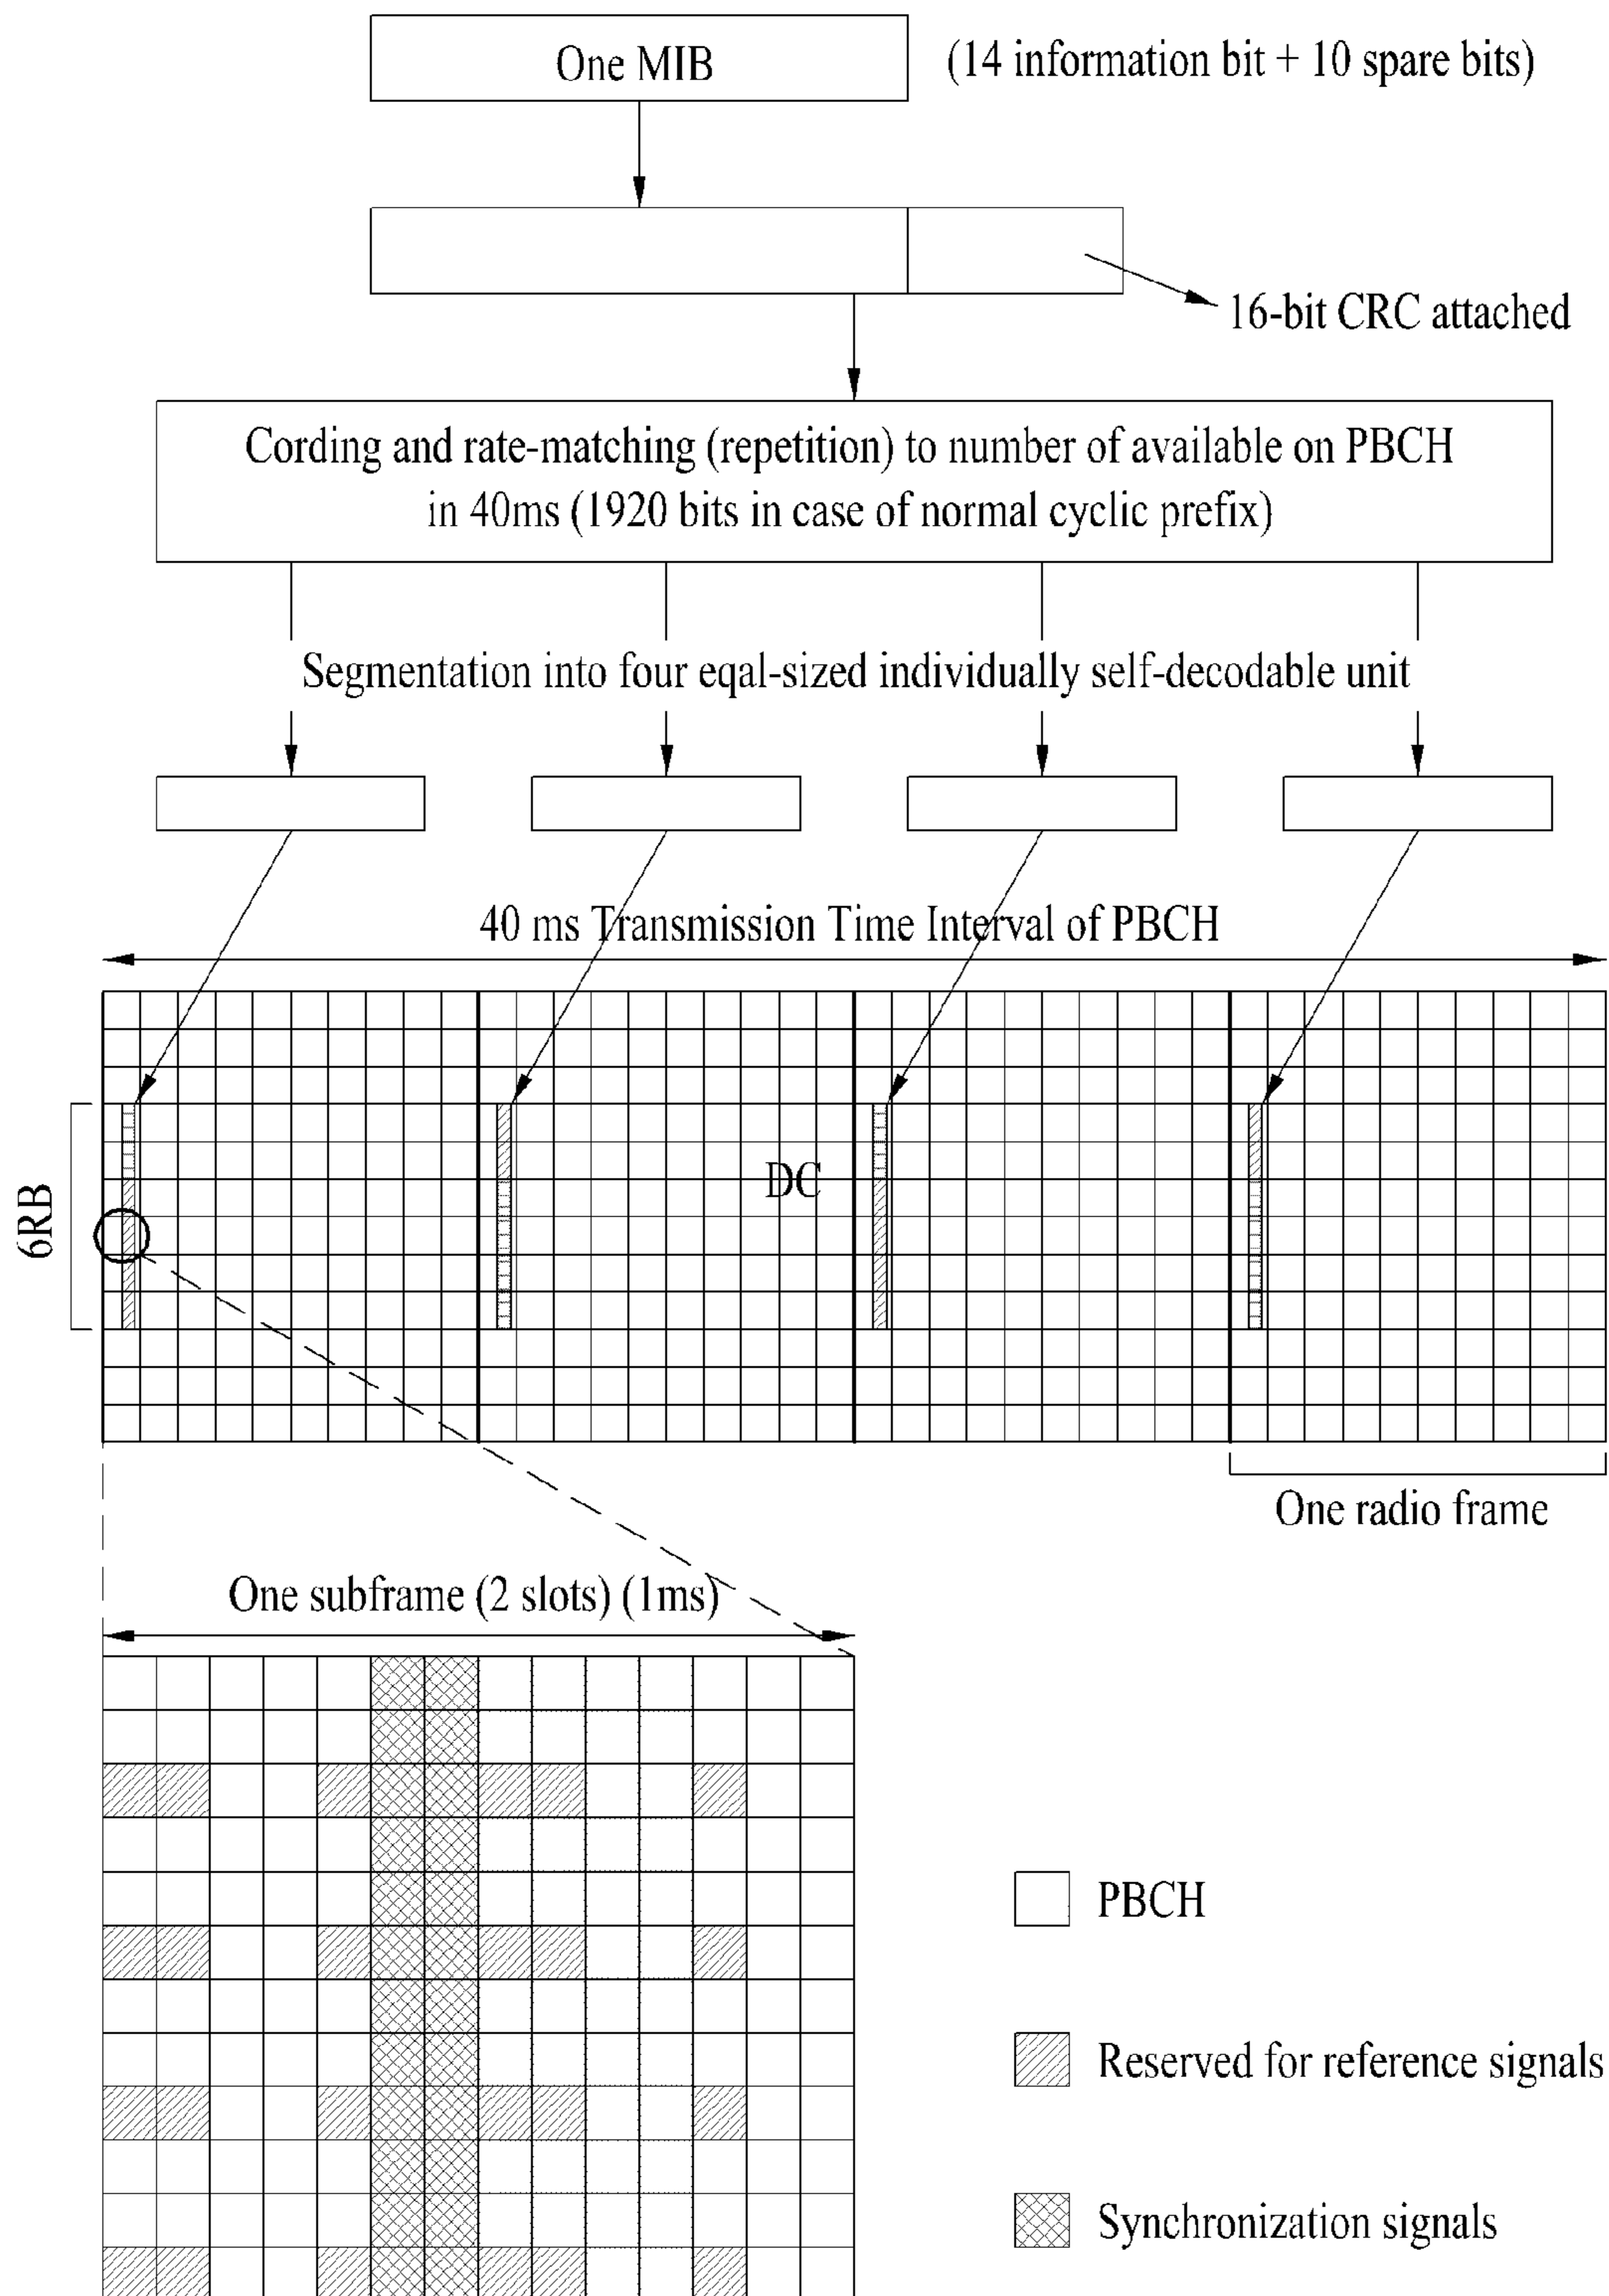 One MIB
(14 information bit + 10 spare bits)
16-bit CRC attached
Cording and rate-matching (repetition) to number of available on PBCH
in 40ms (1920 bits in case of normal cyclic prefix)
Segmentation into four eqal-sized individually self-decodable unit
40 ms Transmission Time Interval of PBCH
6RB
DC
One radio frame
One subframe (2 slots) (1ms)
PBCH
Reserved for reference signals
Synchronization signals